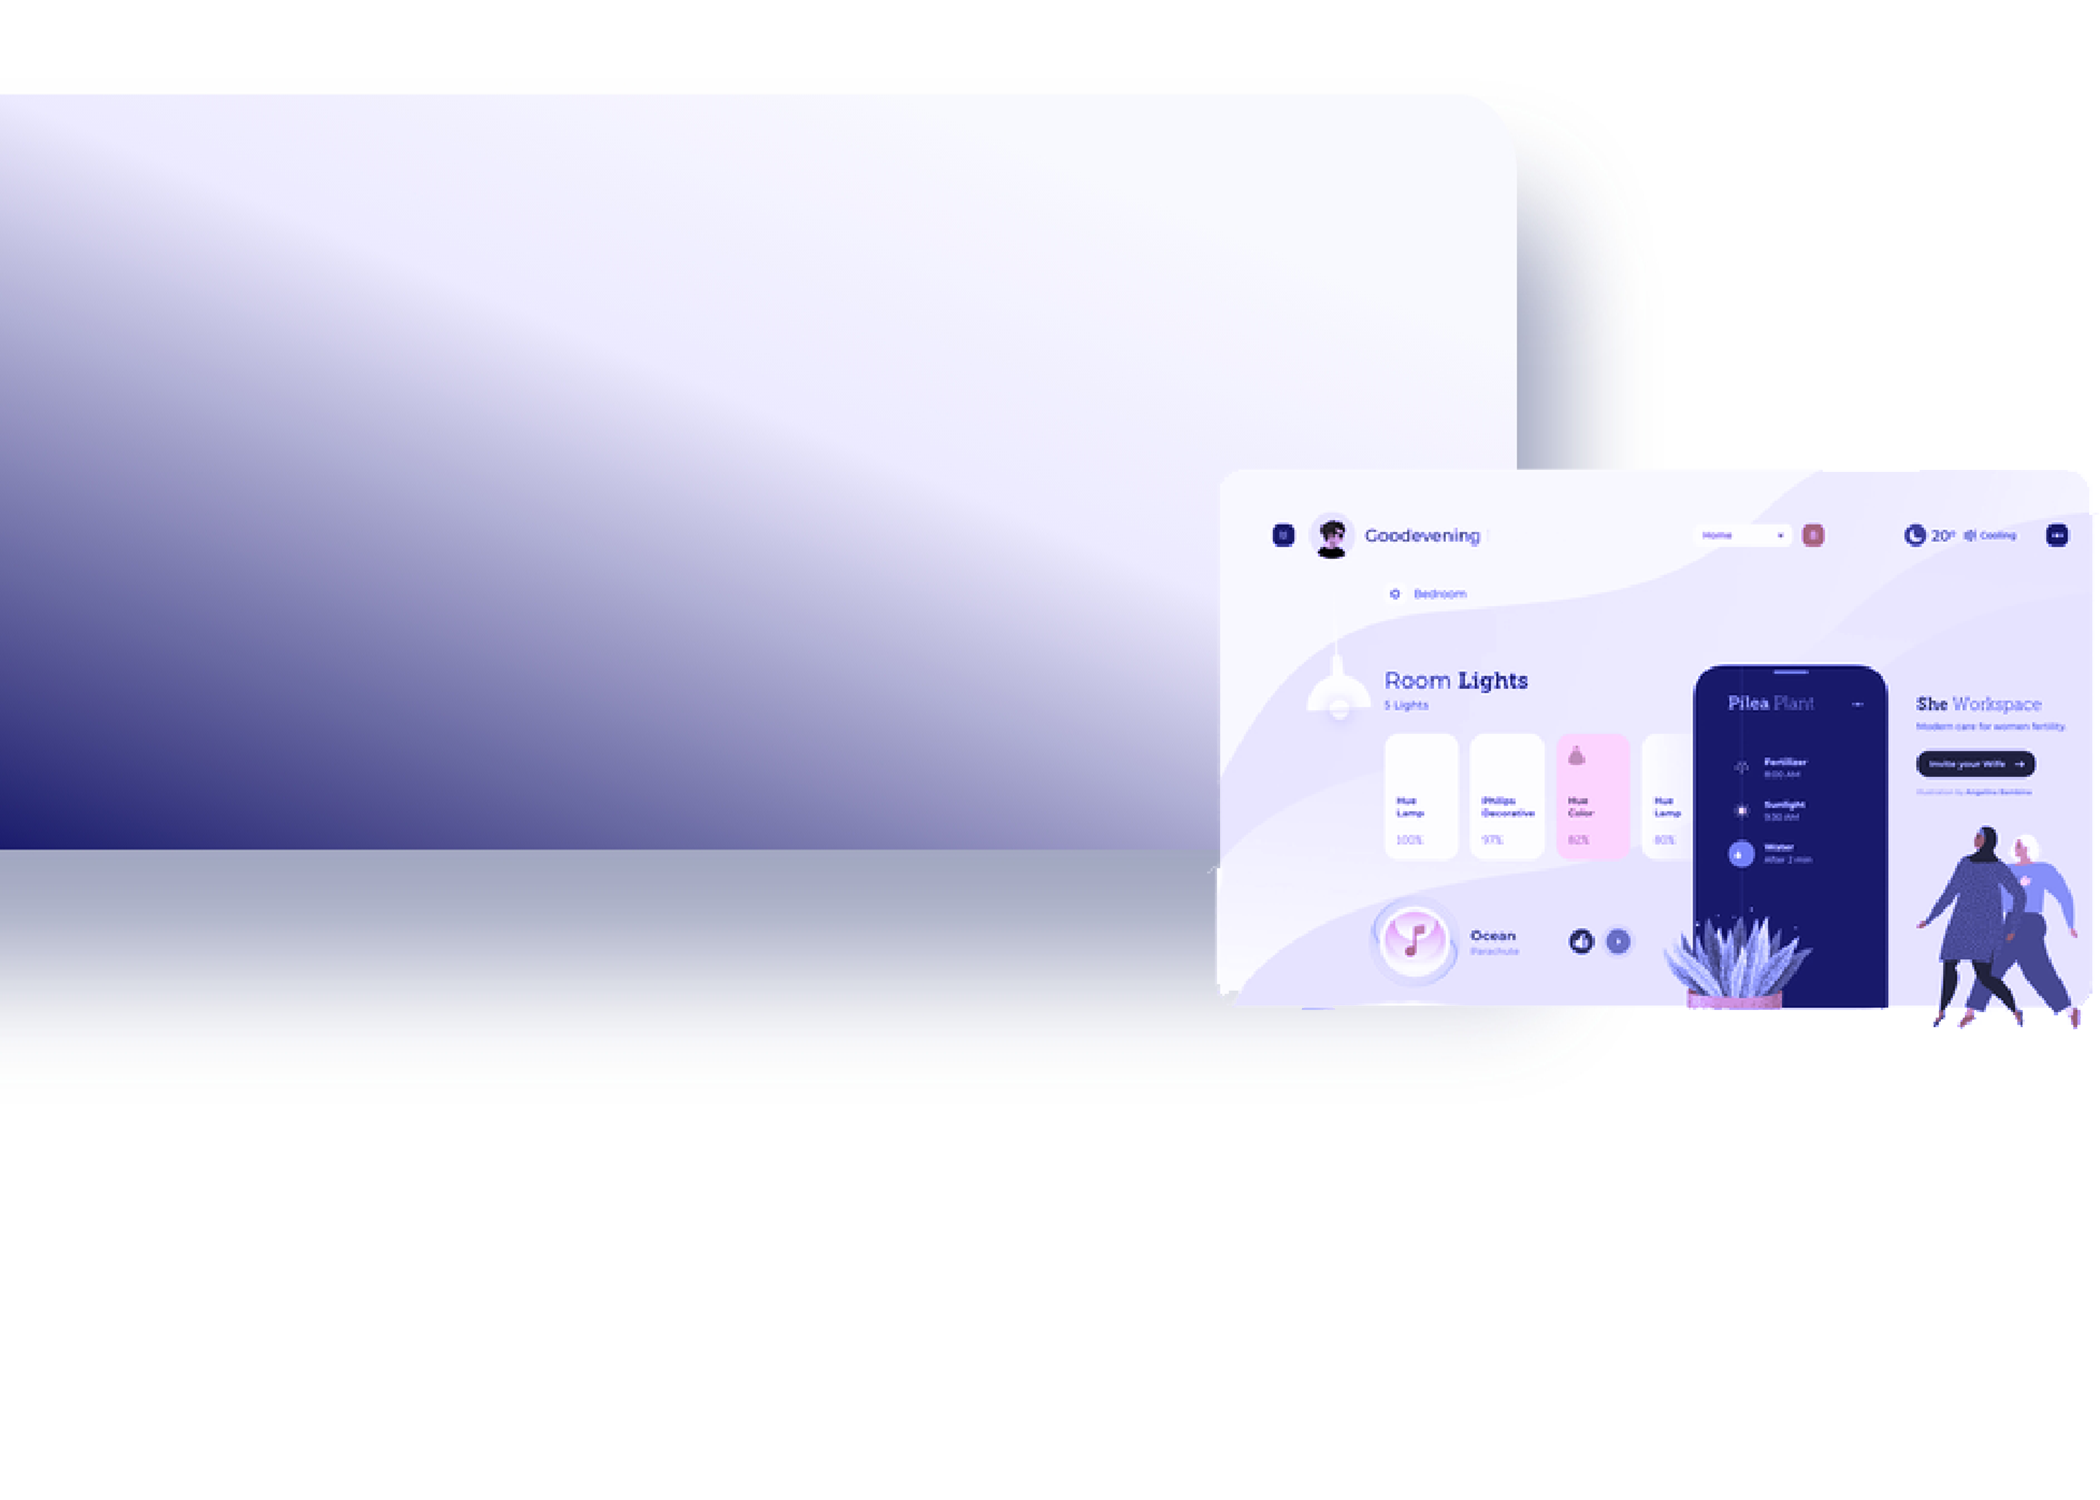 Goodevening
Home
20°
Cooling
Bedroom
Room Lights
5 Lights
Hue
Lamp
100%
Philips
Decorative
97%
Hue
Color
82%
Hue
Lamp
80%
Pilea Plant
Fertilizer
8:00 AM
Sunlight
9:30 AM
Water
After 2 min
She Workspace
Modern care for women fertility.
Invite your Wife →
Illustration by Angelina Bambina
Ocean
Parachute